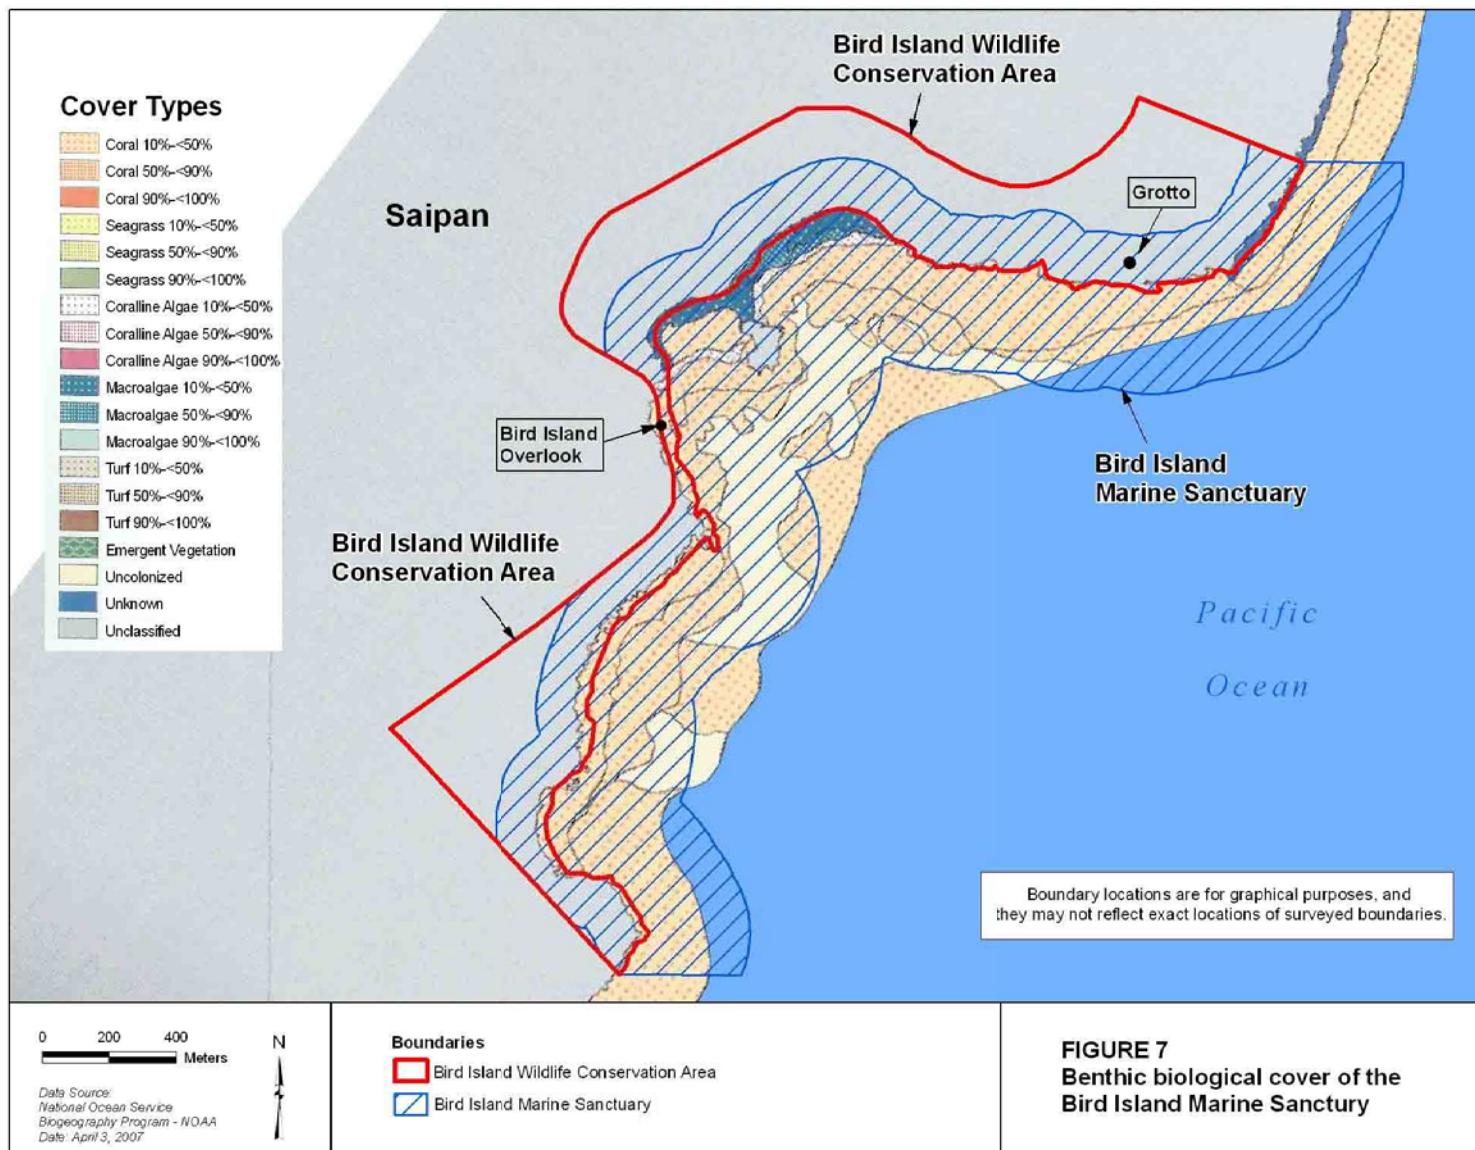 Bird Island Wildlife
Conservation Area
Cover Types
Coral 10%-<50%
Coral 50%-<90%
Coral 90%-<100%
Seagrass 10%-<50%
Seagrass 50%-<90%
Seagrass 90%-<100%
Coralline Algae 10%-<50%
Coralline Algae 50%-<90%
Coralline Algae 90%-<100%
Macroalgae 10%-<50%
Macroalgae 50%-<90%
Macroalgae 90%-<100%
Turf 10%-<50%
Turf 50%-<90%
Turf 90%-<100%
Emergent Vegetation
Uncolonized
Unknown
Unclassified
Saipan
Grotto
Bird Island
Overlook
Bird Island
Marine Sanctuary
Bird Island Wildlife
Conservation Area
Pacific
Ocean
Boundary locations are for graphical purposes, and
they may not reflect exact locations of surveyed boundaries.
0 200 400
Meters
N
Data Source:
National Ocean Service
Biogeography Program - NOAA
Date: April 3, 2007
Boundaries
Bird Island Wildlife Conservation Area
Bird Island Marine Sanctuary
FIGURE 7
Benthic biological cover of the
Bird Island Marine Sanctury